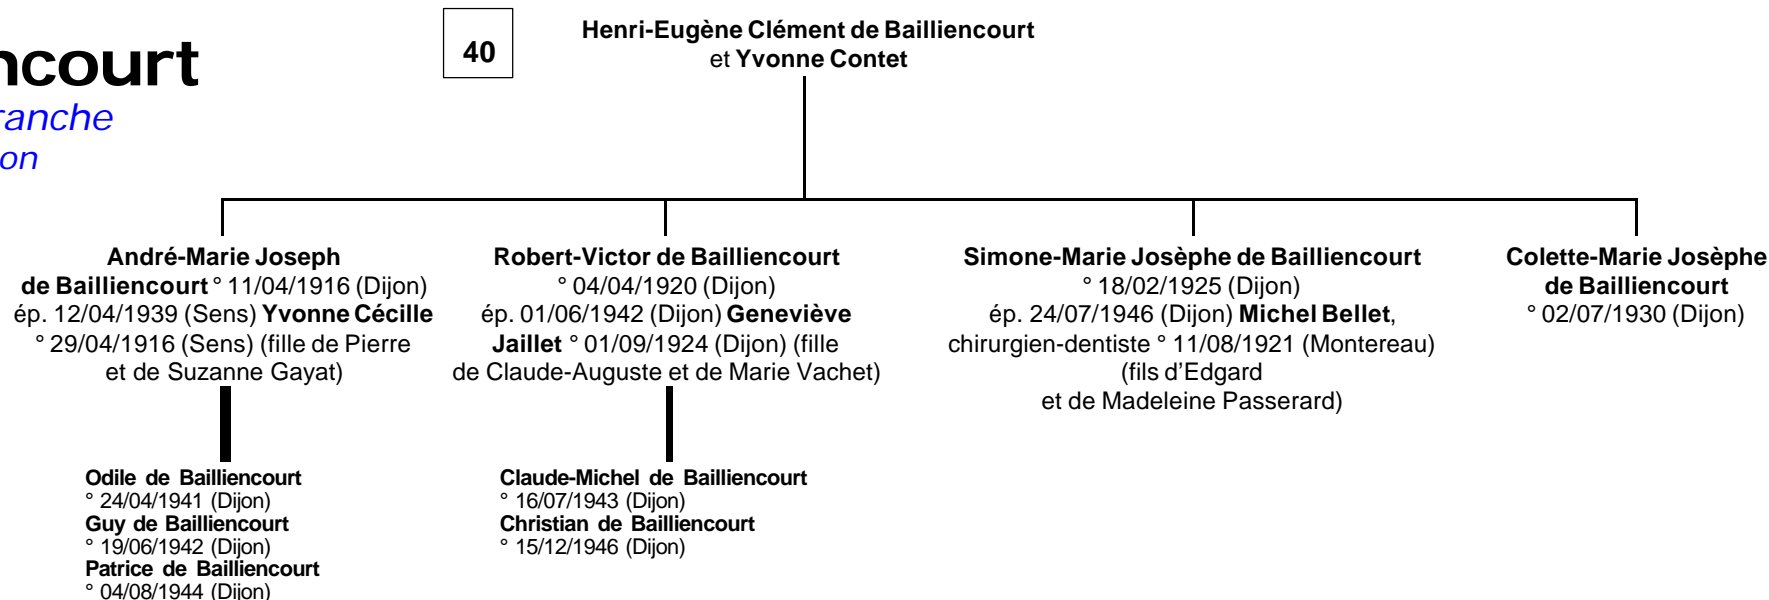 ncourt
ranche
on
40
Henri-Eugène Clément de Bailliencourt
et Yvonne Contet
André-Marie Joseph
de Bailliencourt ° 11/04/1916 (Dijon)
ép. 12/04/1939 (Sens) Yvonne Cécille
° 29/04/1916 (Sens) (fille de Pierre
et de Suzanne Gayat)
Robert-Victor de Bailliencourt
° 04/04/1920 (Dijon)
ép. 01/06/1942 (Dijon) Geneviève
Jaillet ° 01/09/1924 (Dijon) (fille
de Claude-Auguste et de Marie Vachet)
Simone-Marie Josèphe de Bailliencourt
° 18/02/1925 (Dijon)
ép. 24/07/1946 (Dijon) Michel Bellet,
chirurgien-dentiste ° 11/08/1921 (Montereau)
(fils d’Edgard
et de Madeleine Passerard)
Colette-Marie Josèphe
de Bailliencourt
° 02/07/1930 (Dijon)
Odile de Bailliencourt
° 24/04/1941 (Dijon)
Guy de Bailliencourt
° 19/06/1942 (Dijon)
Patrice de Bailliencourt
° 04/08/1944 (Dijon)
Claude-Michel de Bailliencourt
° 16/07/1943 (Dijon)
Christian de Bailliencourt
° 15/12/1946 (Dijon)